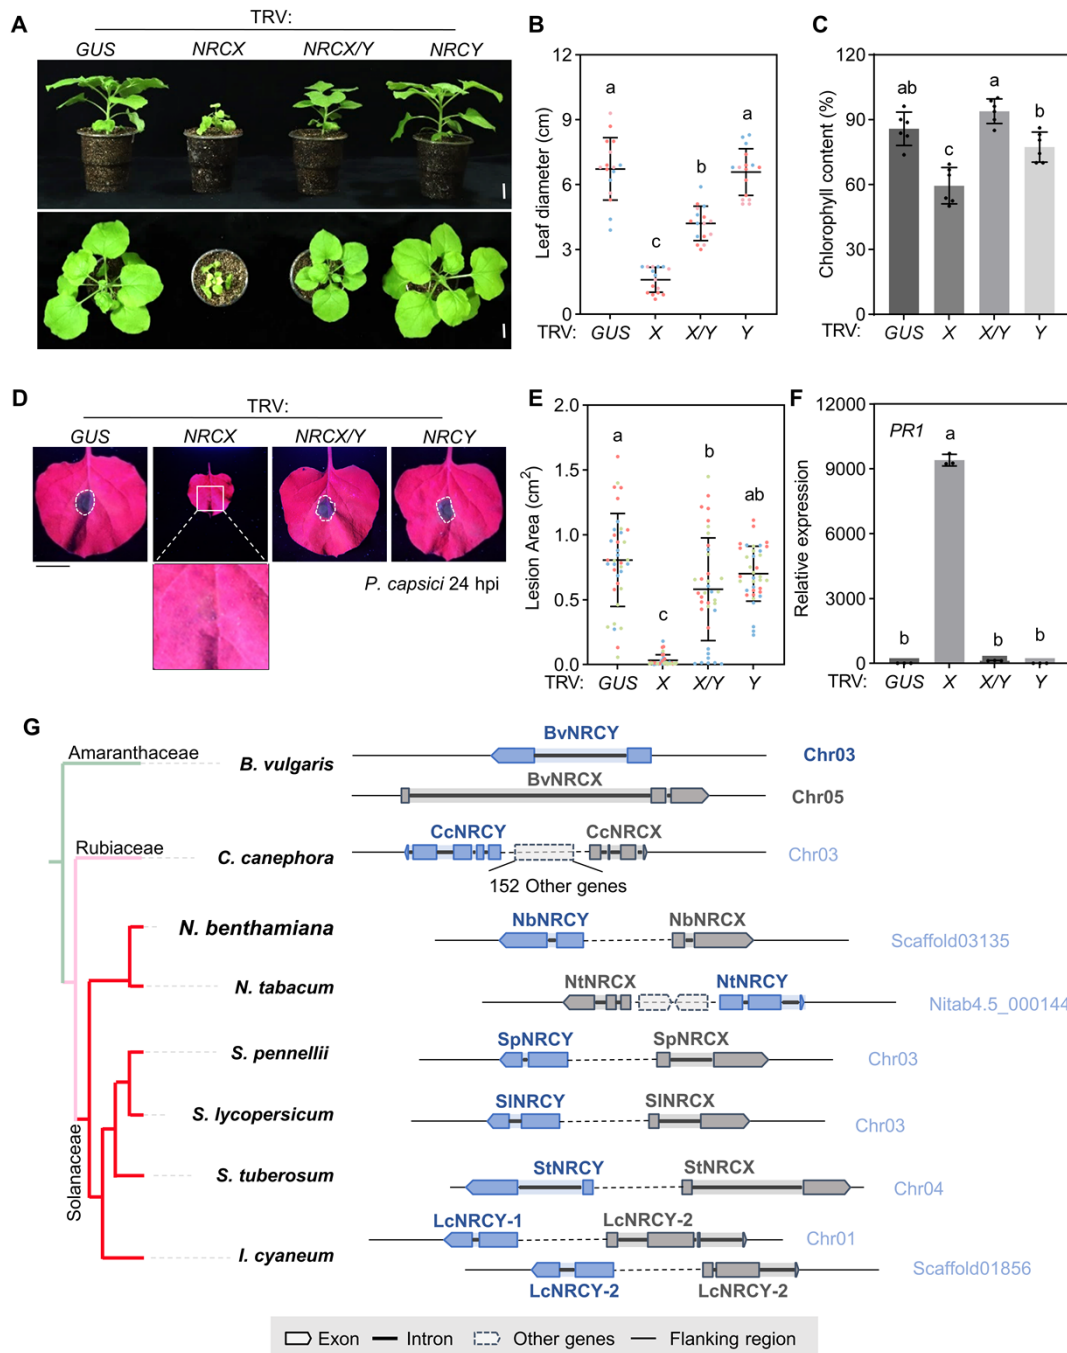 A
TRV:
GUS NRCX NRCX/Y NRCY
B
Leaf diameter (cm)
12
9
6
3
0
a
c
b
a
TRV: GUS X X/Y Y
C
Chlorophyll content (%)
120
90
60
30
0
ab
c
a
b
TRV: GUS X X/Y Y
D
TRV:
GUS NRCX NRCX/Y NRCY
P. capsici 24 hpi
E
Lesion Area (cm2)
2.0
1.5
1.0
0.5
0.0
a
c
b
ab
TRV: GUS X X/Y Y
F
Relative expression
12000
9000
6000
3000
0
PR1
b
a
b
b
TRV: GUS X X/Y Y
G
Amaranthaceae
Rubiaceae
Solanaceae
B. vulgaris
BvNRCY
Chr03
BvNRCX
Chr05
C. canephora
CcNRCY CcNRCX
Chr03
152 Other genes
N. benthamiana
NbNRCY NbNRCX
Scaffold03135
N. tabacum
NtNRCX NtNRCY
Nitab4.5_000144
S. pennellii
SpNRCY SpNRCX
Chr03
S. lycopersicum
SlNRCY SlNRCX
Chr03
S. tuberosum
StNRCY StNRCX
Chr04
I. cyaneum
LcNRCY-1 LcNRCY-2
Chr01
LcNRCY-2 LcNRCY-2
Scaffold01856
Exon Intron Other genes Flanking region